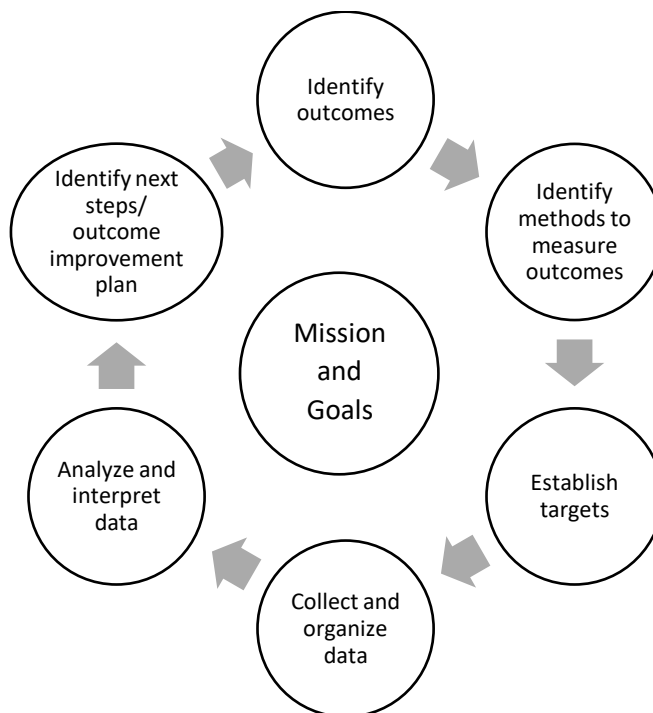 Identify
outcomes
Identify
methods to
measure
outcomes
Establish
targets
Collect and
organize
data
Analyze and
interpret
data
Identify next
steps/
outcome
improvement
plan
Mission
and
Goals